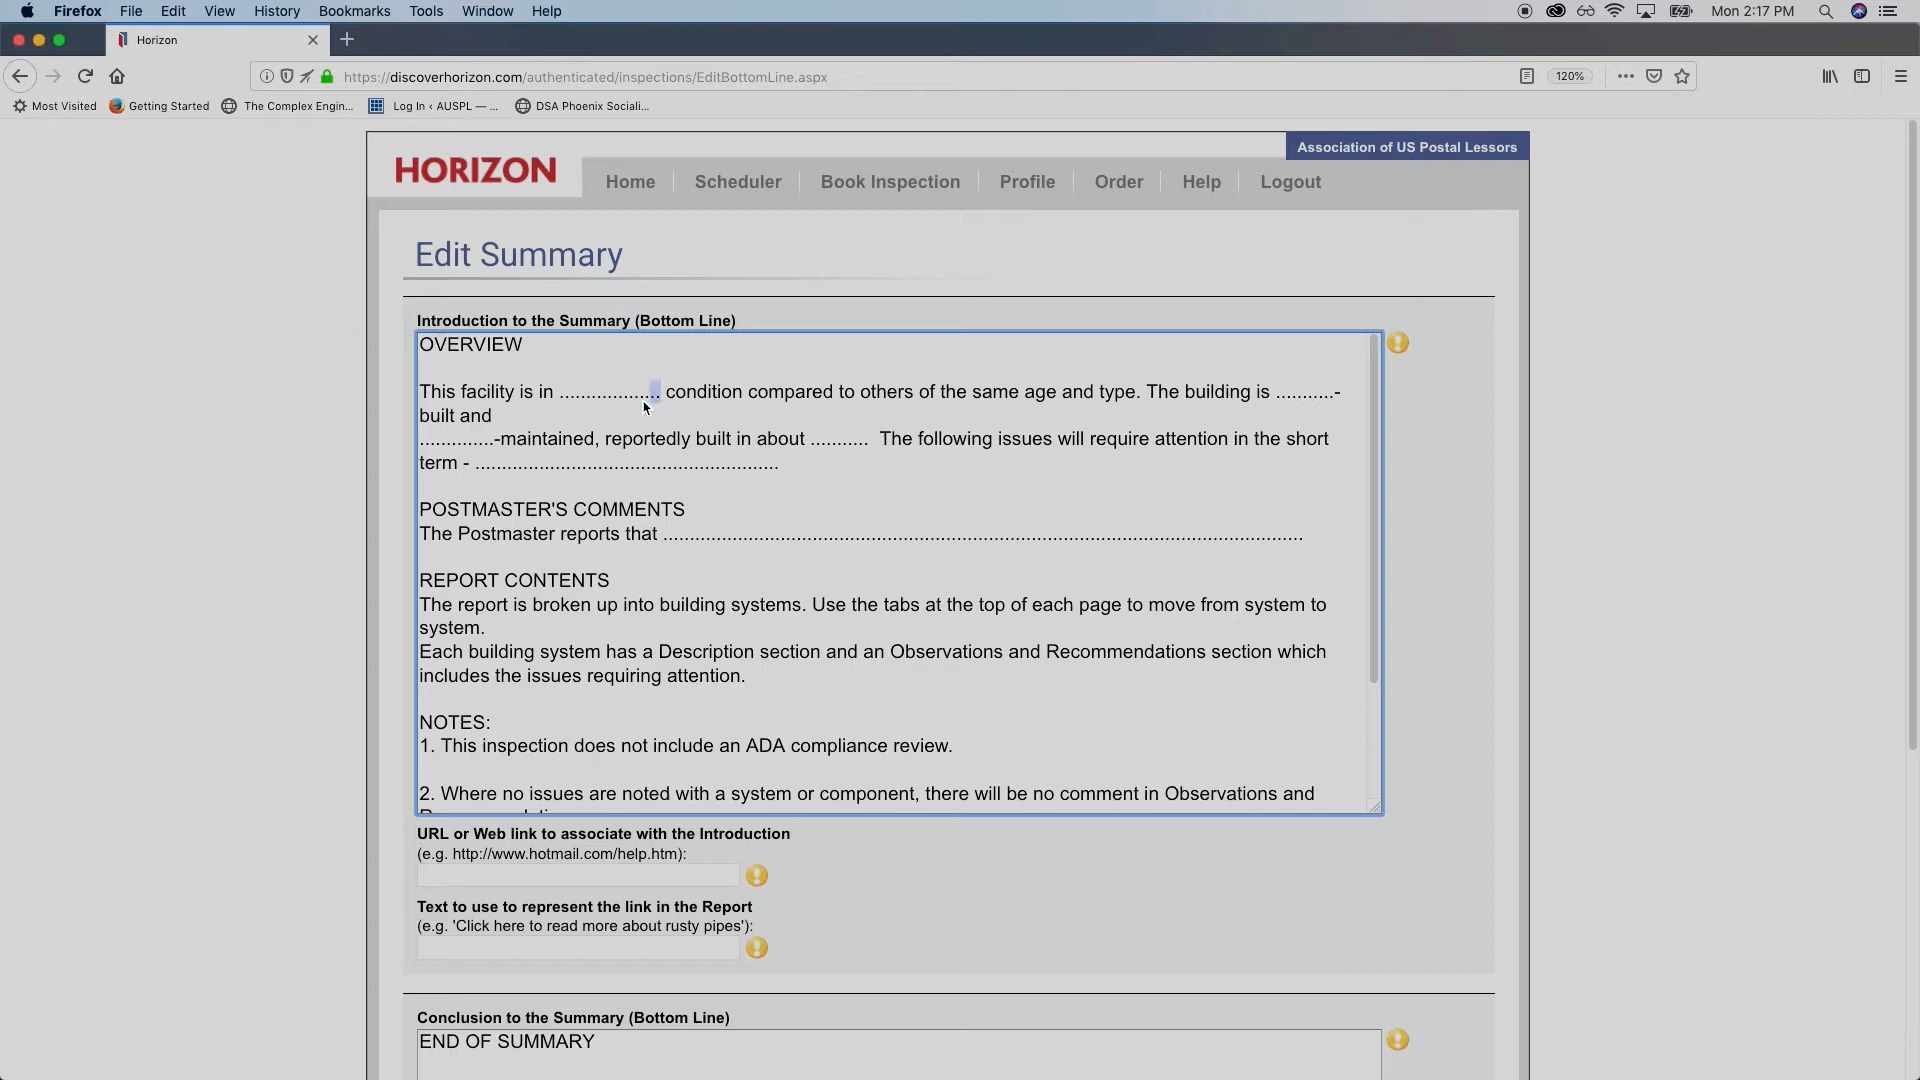 Firefox File Edit View History Bookmarks Tools Window Help Mon 2:17 PM
Horizon
https://discoverhorizon.com/authenticated/inspections/EditBottomLine.aspx 120%
Most Visited Getting Started The Complex Engin... Log In ‹ AUSPL — ... DSA Phoenix Sociali...
Association of US Postal Lessors
HORIZON
Home Scheduler Book Inspection Profile Order Help Logout
Edit Summary
Introduction to the Summary (Bottom Line)
OVERVIEW
This facility is in ................... condition compared to others of the same age and type. The building is ...........-
built and
..............-maintained, reportedly built in about ........... The following issues will require attention in the short
term - .........................................................
POSTMASTER'S COMMENTS
The Postmaster reports that ........................................................................................................................
REPORT CONTENTS
The report is broken up into building systems. Use the tabs at the top of each page to move from system to
system.
Each building system has a Description section and an Observations and Recommendations section which
includes the issues requiring attention.
NOTES:
1. This inspection does not include an ADA compliance review.
2. Where no issues are noted with a system or component, there will be no comment in Observations and
URL or Web link to associate with the Introduction
(e.g. http://www.hotmail.com/help.htm):
Text to use to represent the link in the Report
(e.g. 'Click here to read more about rusty pipes'):
Conclusion to the Summary (Bottom Line)
END OF SUMMARY